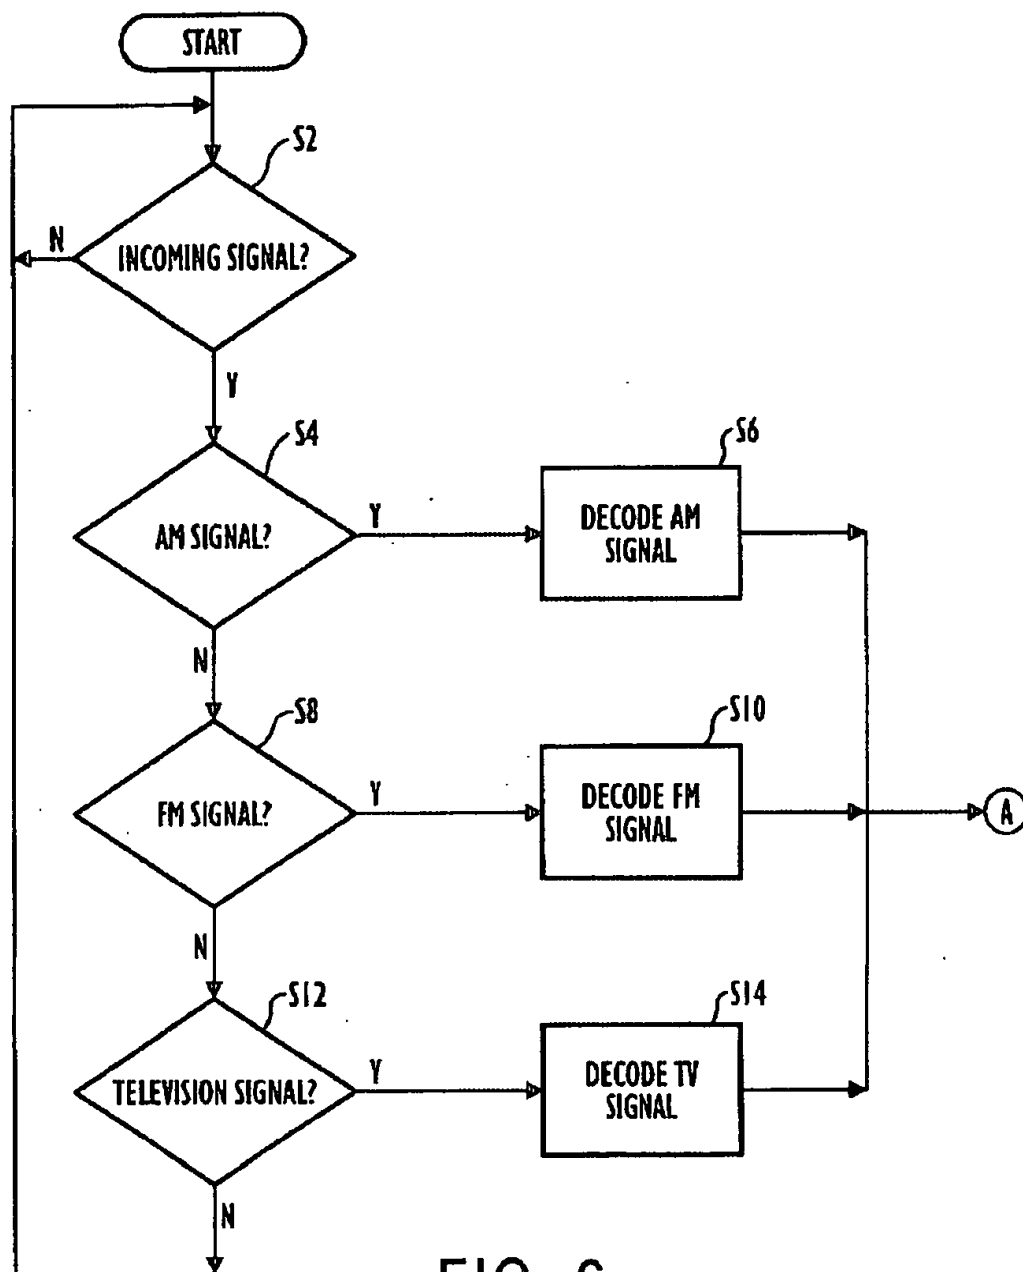 START
S2
INCOMING SIGNAL?
N
Y
S4
AM SIGNAL?
Y
S6
DECODE AM
SIGNAL
N
S8
FM SIGNAL?
Y
S10
DECODE FM
SIGNAL
A
N
S12
TELEVISION SIGNAL?
Y
S14
DECODE TV
SIGNAL
N